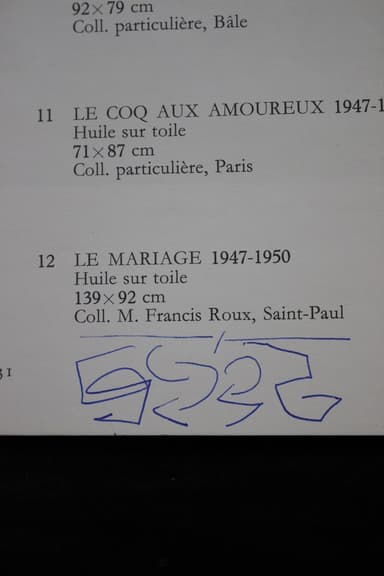 92×79 cm
Coll. particulière, Bâle
11 LE COQ AUX AMOUREUX 1947-1
Huile sur toile
71×87 cm
Coll. particulière, Paris
12 LE MARIAGE 1947-1950
Huile sur toile
139×92 cm
Coll. M. Francis Roux, Saint-Paul
31